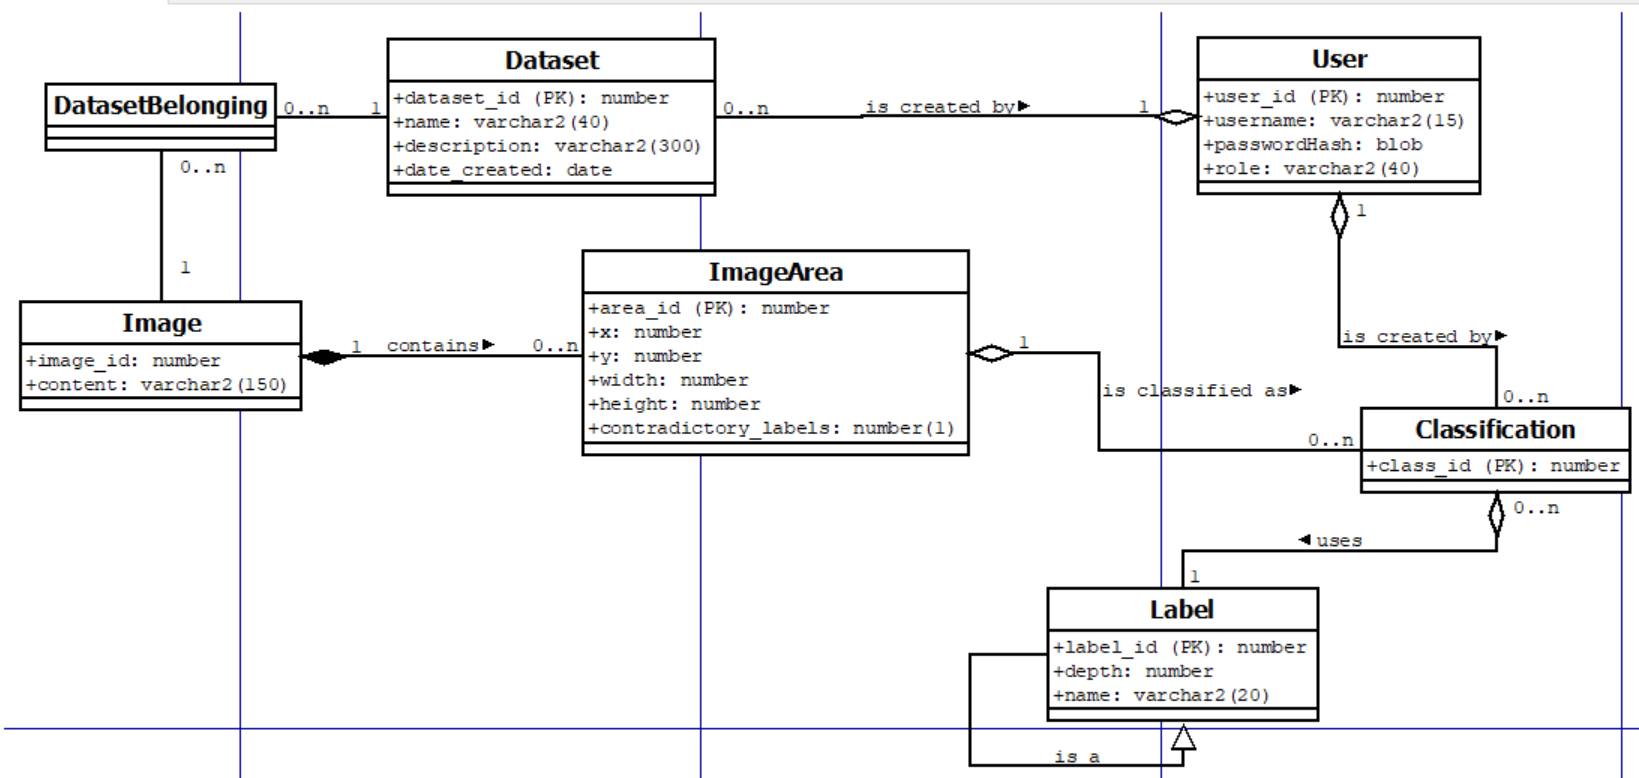 Dataset
+dataset_id (PK): number
+name: varchar2(40)
+description: varchar2(300)
+date_created: date
User
+user_id (PK): number
+username: varchar2(15)
+passwordHash: blob
+role: varchar2(40)
DatasetBelonging
0..n
1
0..n
is created by►
1
0..n
1
1
ImageArea
+area_id (PK): number
+x: number
+y: number
+width: number
+height: number
+contradictory_labels: number(1)
Image
+image_id: number
+content: varchar2(150)
1
contains►
0..n
1
is classified as►
0..n
is created by►
0..n
Classification
+class_id (PK): number
0..n
◄uses
1
Label
+label_id (PK): number
+depth: number
+name: varchar2(20)
is a